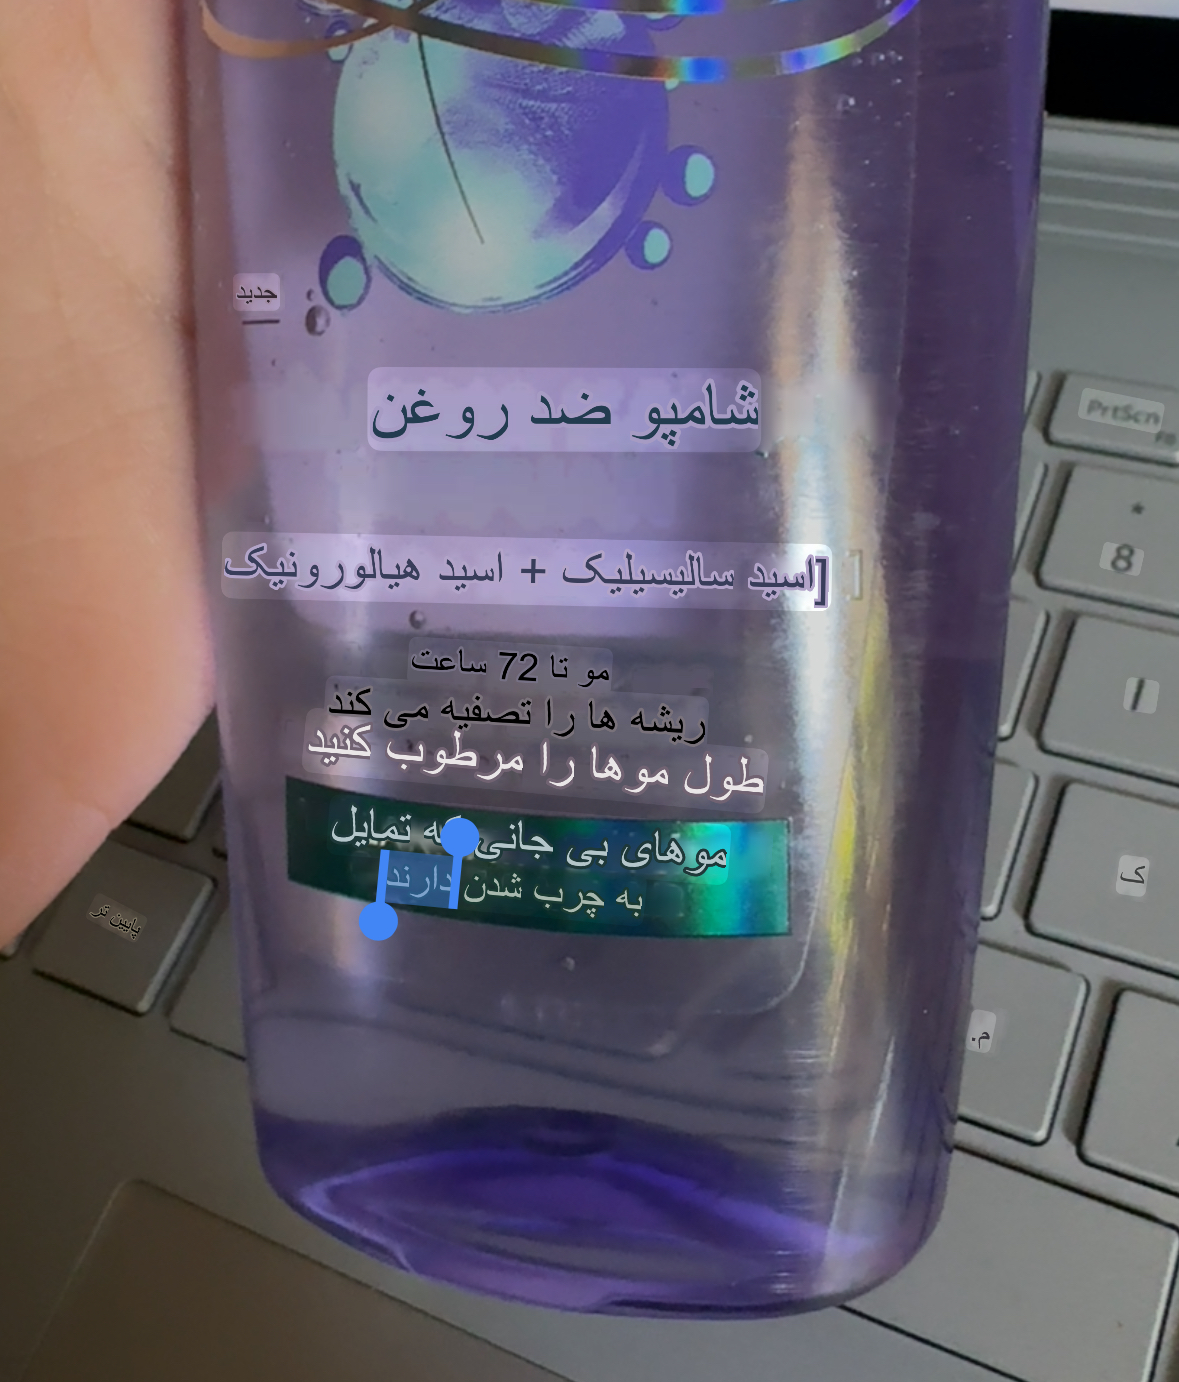 جدید
شامپو ضد روغن
[اسید سالیسیلیک + اسید هیالورونیک
مو تا 72 ساعت
ریشه ها را تصفیه می کند
طول موها را مرطوب کنید
موهای بی جانی که تمایل
به چرب شدن دارند
PrtScn
F8
*
8
I
ک
پایین تر
م.